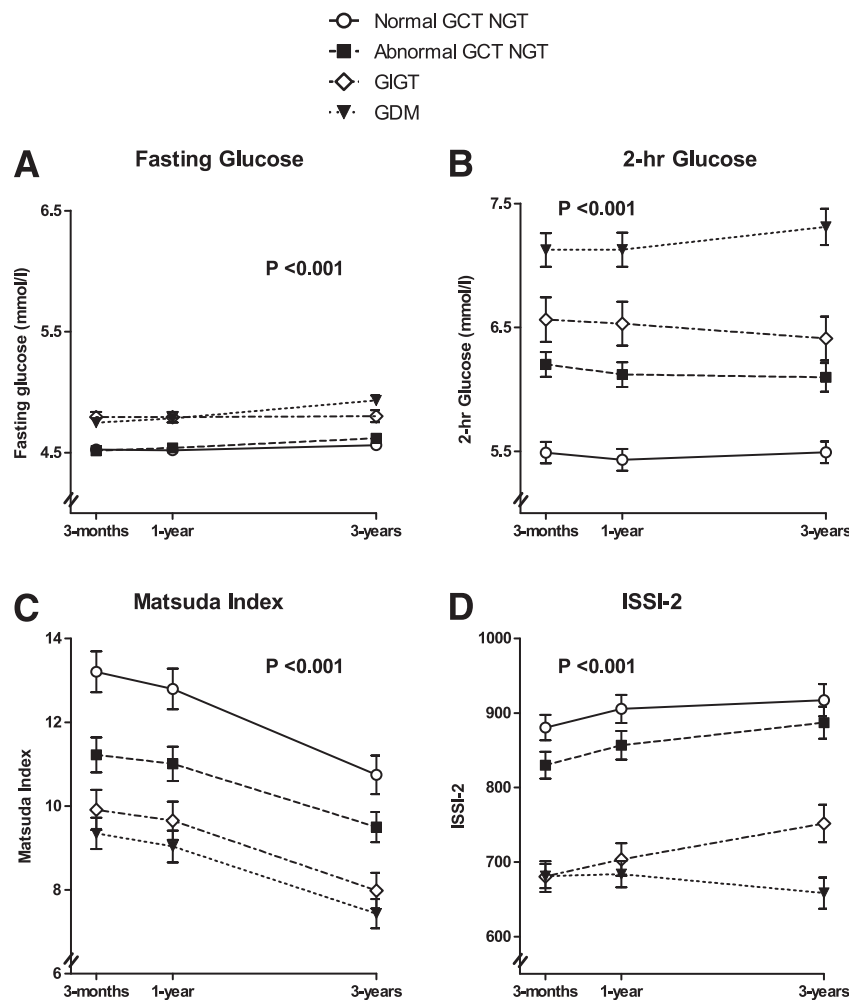 Normal GCT NGT
Abnormal GCT NGT
GIGT
GDM
A
Fasting Glucose
6.5
5.5
4.5
Fasting glucose (mmol/l)
P <0.001
3-months
1-year
3-years
B
2-hr Glucose
7.5
6.5
5.5
2-hr Glucose (mmol/l)
P <0.001
3-months
1-year
3-years
C
Matsuda Index
14
12
10
8
6
Matsuda Index
P <0.001
3-months
1-year
3-years
D
ISSI-2
1000
900
800
700
600
ISSI-2
P <0.001
3-months
1-year
3-years